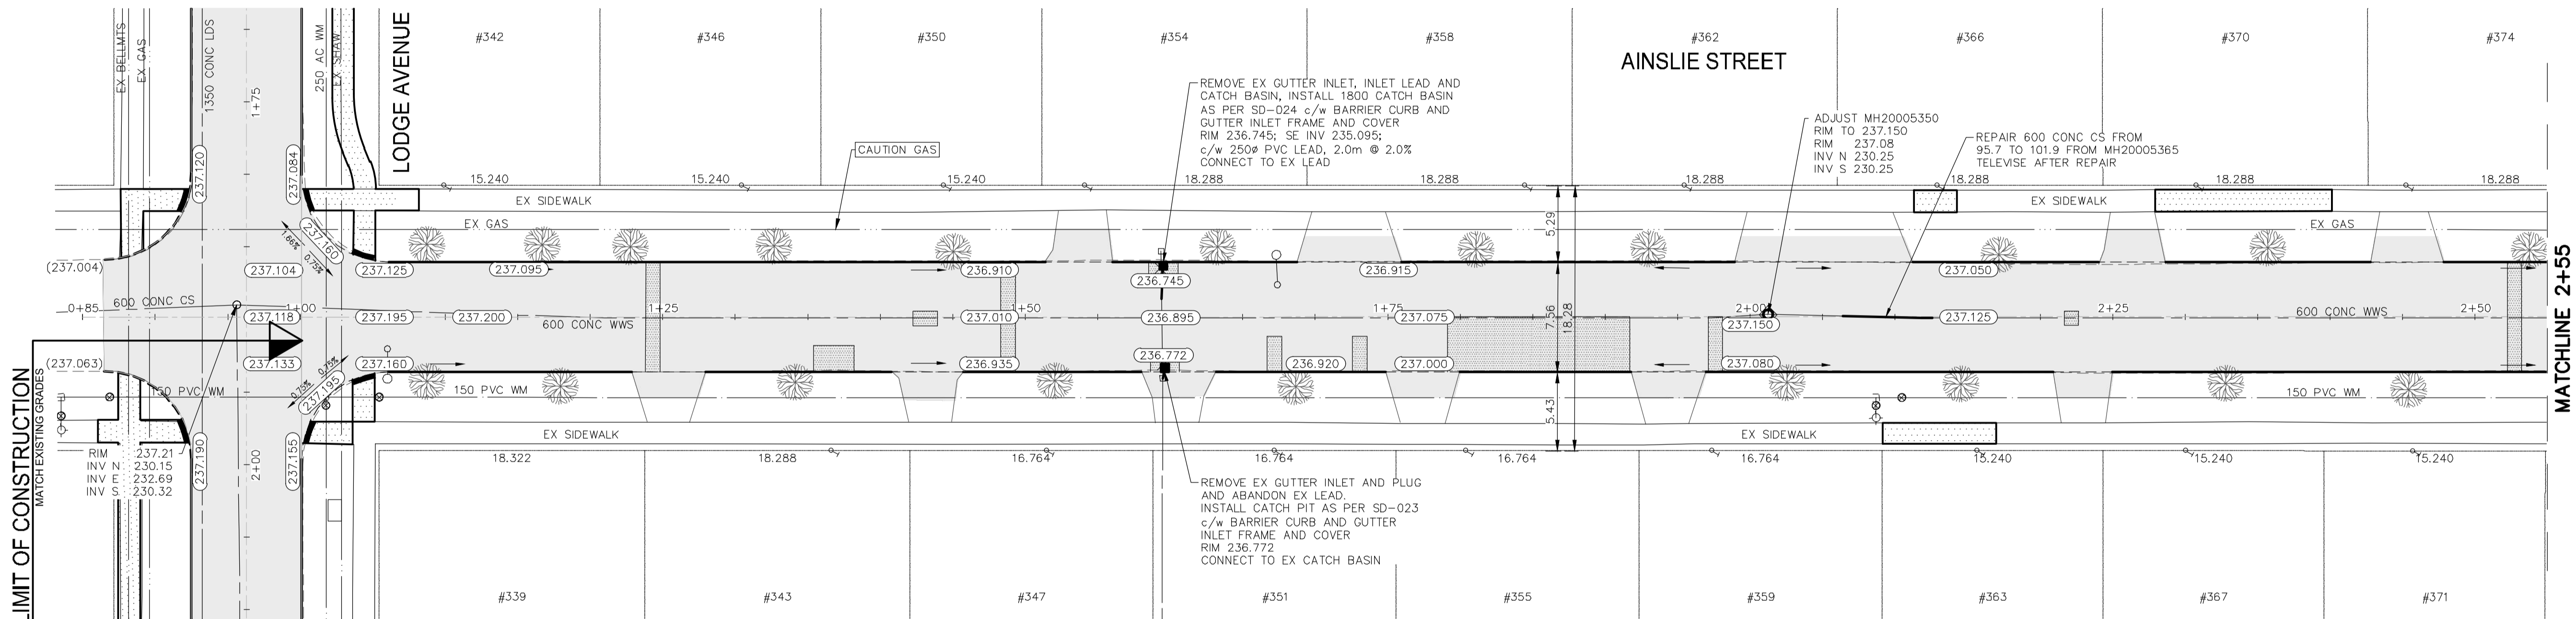 #342
#346
#350
#354
#358
#362
#366
#370
#374
AINSLIE STREET
LODGE AVENUE
EX BELLMTS
EX GAS
1350 CONC LDS
1+75
250 AC WM
EX SHAW
REMOVE EX GUTTER INLET, INLET LEAD AND
CATCH BASIN, INSTALL 1800 CATCH BASIN
AS PER SD-024 c/w BARRIER CURB AND
GUTTER INLET FRAME AND COVER
RIM 236.745; SE INV 235.095;
c/w 250ø PVC LEAD, 2.0m @ 2.0%
CONNECT TO EX LEAD
ADJUST MH20005350
RIM TO 237.150
RIM 237.08
INV N 230.25
INV S 230.25
REPAIR 600 CONC CS FROM
95.7 TO 101.9 FROM MH20005365
TELEVISE AFTER REPAIR
CAUTION GAS
237.120
237.084
15.240
15.240
15.240
18.288
18.288
18.288
18.288
18.288
18.288
EX SIDEWALK
EX SIDEWALK
EX GAS
EX GAS
5.29
237.160
1.66%
0.75%
(237.004)
237.104
237.125
237.095
236.910
236.745
236.915
237.050
0+85
600 CONC CS
1+00
1+25
1+50
1+75
2+00
2+25
2+50
237.118
237.195
237.200
600 CONC WWS
237.010
236.895
237.075
237.150
237.125
600 CONC WWS
7.56
18.28
(237.063)
237.133
237.160
236.935
236.772
236.920
237.000
237.080
0.75%
0.75%
237.195
150 PVC WM
150 PVC WM
150 PVC WM
5.43
EX SIDEWALK
EX SIDEWALK
MATCHLINE 2+55
LIMIT OF CONSTRUCTION
MATCH EXISTING GRADES
RIM 237.21
INV N 230.15
INV E 232.69
INV S 230.32
237.190
2+00
237.155
18.322
18.288
16.764
16.764
16.764
16.764
15.240
15.240
15.240
REMOVE EX GUTTER INLET AND PLUG
AND ABANDON EX LEAD.
INSTALL CATCH PIT AS PER SD-023
c/w BARRIER CURB AND GUTTER
INLET FRAME AND COVER
RIM 236.772
CONNECT TO EX CATCH BASIN
#339
#343
#347
#351
#355
#359
#363
#367
#371